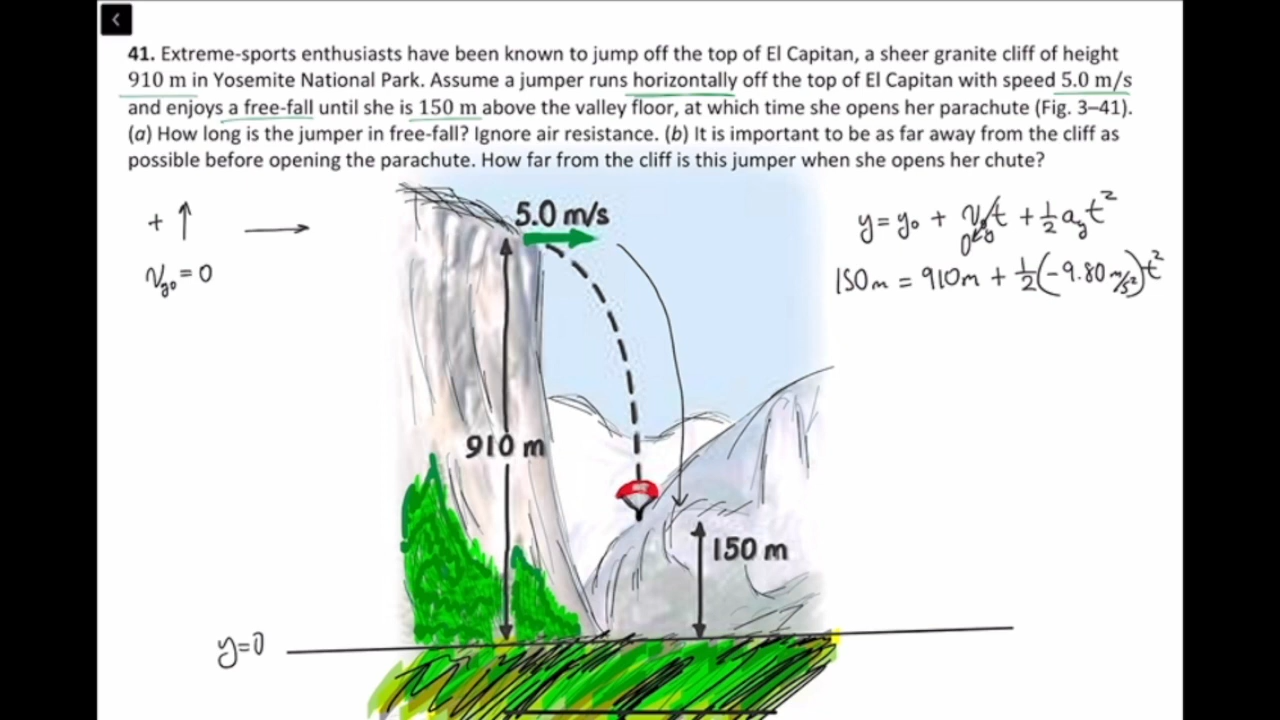 41. Extreme-sports enthusiasts have been known to jump off the top of El Capitan, a sheer granite cliff of height
910 m in Yosemite National Park. Assume a jumper runs horizontally off the top of El Capitan with speed 5.0 m/s
and enjoys a free-fall until she is 150 m above the valley floor, at which time she opens her parachute (Fig. 3–41).
(a) How long is the jumper in free-fall? Ignore air resistance. (b) It is important to be as far away from the cliff as
possible before opening the parachute. How far from the cliff is this jumper when she opens her chute?
+ ↑ →
v_y0 = 0
5.0 m/s
y = y₀ + v_y0 t + ½ a_y t²
150m = 910m + ½(-9.80 m/s²)t²
910 m
150 m
y=0